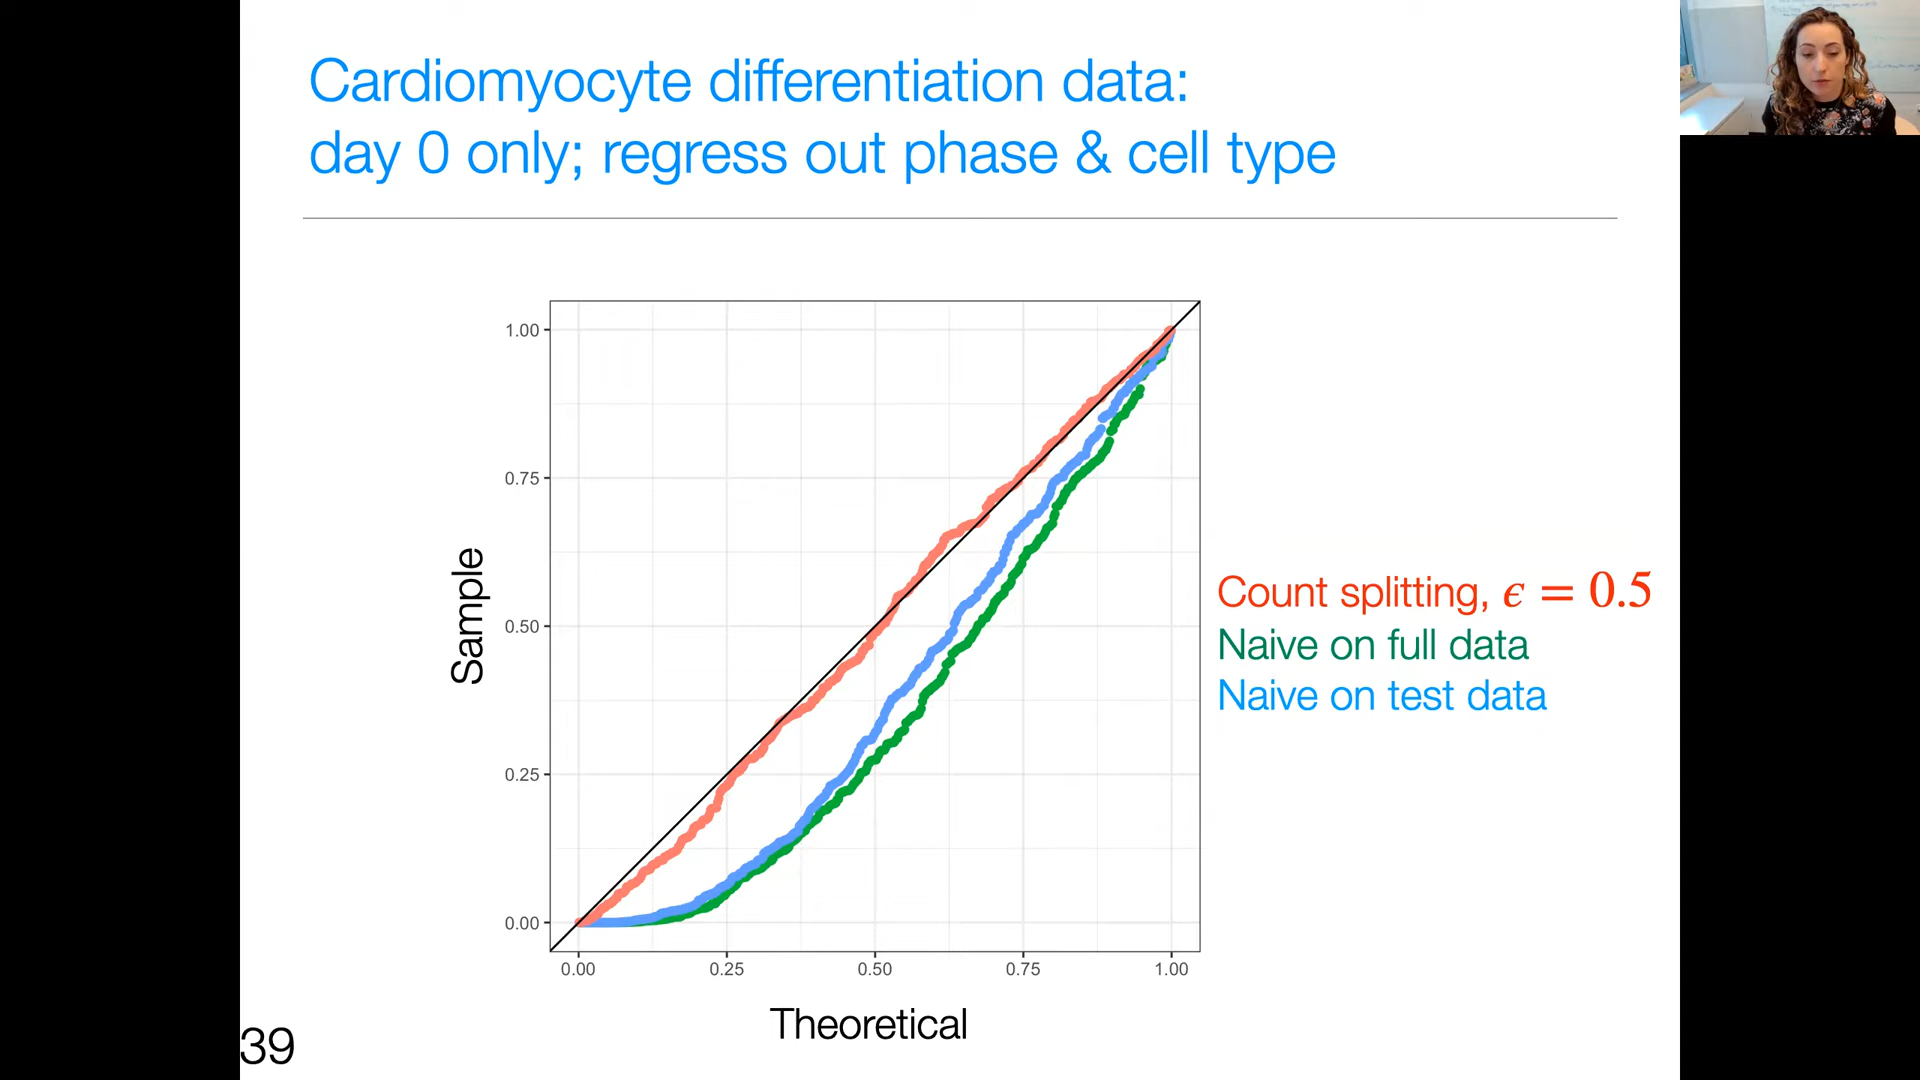 Cardiomyocyte differentiation data:
day 0 only; regress out phase & cell type
1.00
0.75
0.50
0.25
0.00
Sample
0.00 0.25 0.50 0.75 1.00
Theoretical
Count splitting, ϵ = 0.5
Naive on full data
Naive on test data
39